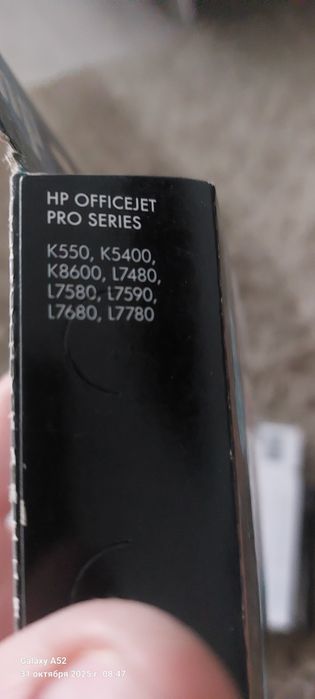 HP OFFICEJET
PRO SERIES
K550, K5400,
K8600, L7480,
L7580, L7590,
L7680, L7780
Galaxy A52
31 октября 2025 г. 08:47